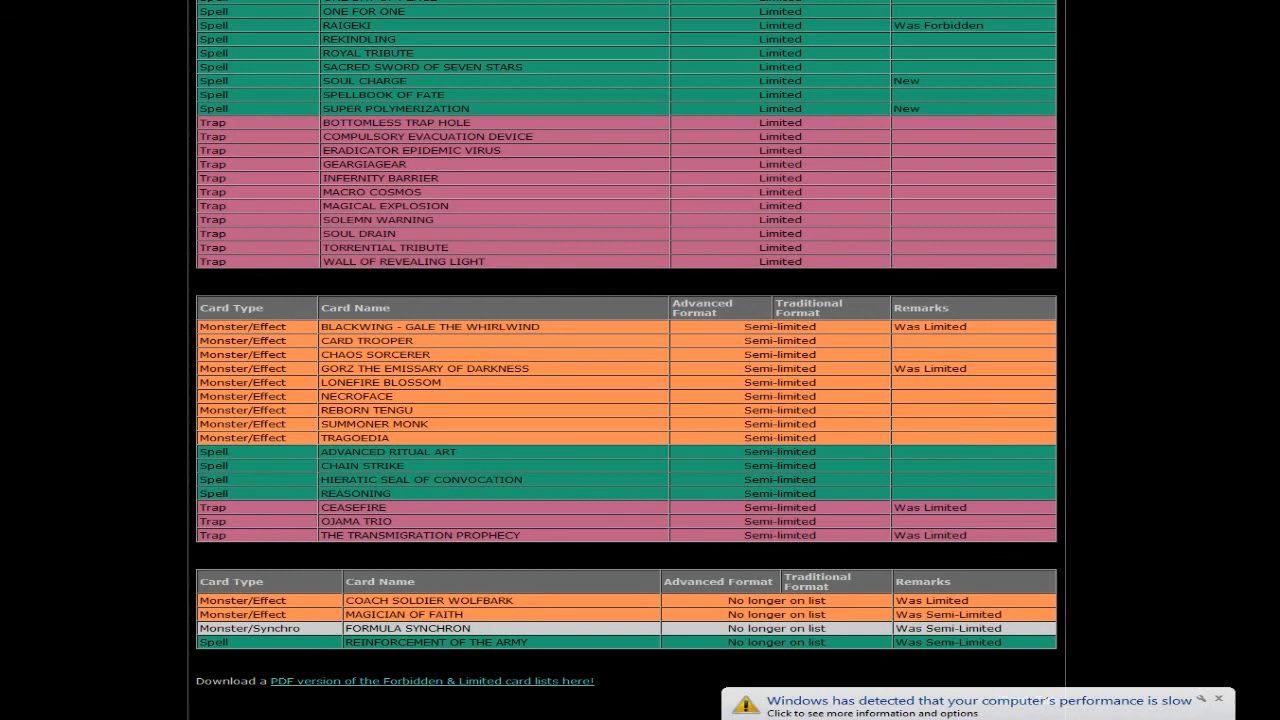 Spell ONE FOR ONE Limited
Spell RAIGEKI Limited Was Forbidden
Spell REKINDLING Limited
Spell ROYAL TRIBUTE Limited
Spell SACRED SWORD OF SEVEN STARS Limited
Spell SOUL CHARGE Limited New
Spell SPELLBOOK OF FATE Limited
Spell SUPER POLYMERIZATION Limited New
Trap BOTTOMLESS TRAP HOLE Limited
Trap COMPULSORY EVACUATION DEVICE Limited
Trap ERADICATOR EPIDEMIC VIRUS Limited
Trap GEARGIAGEAR Limited
Trap INFERNITY BARRIER Limited
Trap MACRO COSMOS Limited
Trap MAGICAL EXPLOSION Limited
Trap SOLEMN WARNING Limited
Trap SOUL DRAIN Limited
Trap TORRENTIAL TRIBUTE Limited
Trap WALL OF REVEALING LIGHT Limited
Card Type Card Name Advanced Format Traditional Format Remarks
Monster/Effect BLACKWING - GALE THE WHIRLWIND Semi-limited Was Limited
Monster/Effect CARD TROOPER Semi-limited
Monster/Effect CHAOS SORCERER Semi-limited
Monster/Effect GORZ THE EMISSARY OF DARKNESS Semi-limited Was Limited
Monster/Effect LONEFIRE BLOSSOM Semi-limited
Monster/Effect NECROFACE Semi-limited
Monster/Effect REBORN TENGU Semi-limited
Monster/Effect SUMMONER MONK Semi-limited
Monster/Effect TRAGOEDIA Semi-limited
Spell ADVANCED RITUAL ART Semi-limited
Spell CHAIN STRIKE Semi-limited
Spell HIERATIC SEAL OF CONVOCATION Semi-limited
Spell REASONING Semi-limited
Trap CEASEFIRE Semi-limited Was Limited
Trap OJAMA TRIO Semi-limited
Trap THE TRANSMIGRATION PROPHECY Semi-limited Was Limited
Card Type Card Name Advanced Format Traditional Format Remarks
Monster/Effect COACH SOLDIER WOLFBARK No longer on list Was Limited
Monster/Effect MAGICIAN OF FAITH No longer on list Was Semi-Limited
Monster/Synchro FORMULA SYNCHRON No longer on list Was Semi-Limited
Spell REINFORCEMENT OF THE ARMY No longer on list Was Semi-Limited
Download a PDF version of the Forbidden & Limited card lists here!
Windows has detected that your computer's performance is slow
Click to see more information and options